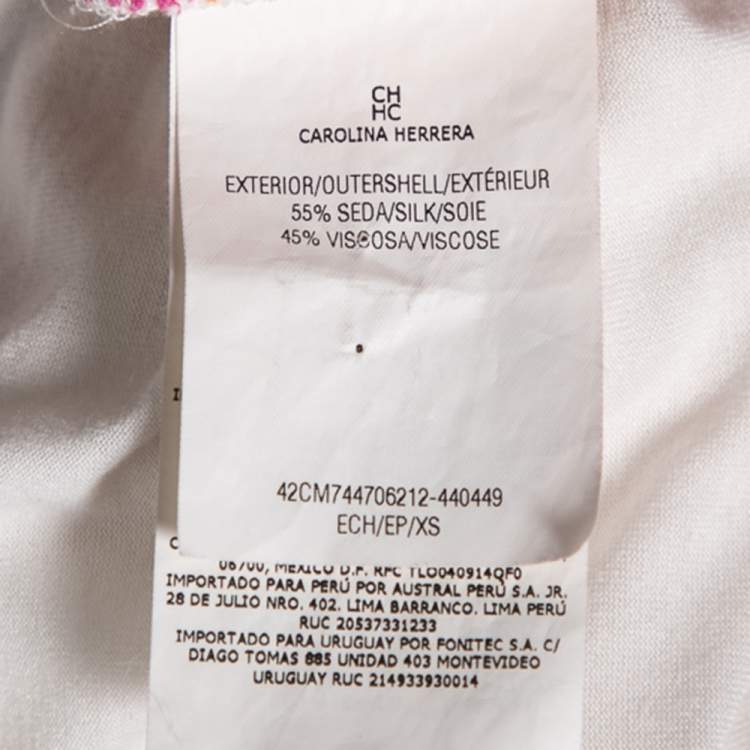 CH
HC
CAROLINA HERRERA
EXTERIOR/OUTERSHELL/EXTÉRIEUR
55% SEDA/SILK/SOIE
45% VISCOSA/VISCOSE
42CM744706212-440449
ECH/EP/XS
06700, MEXICO D.F. RFC TLO040914QF0
IMPORTADO PARA PERÚ POR AUSTRAL PERÚ S.A. JR.
28 DE JULIO NRO. 402. LIMA BARRANCO. LIMA PERÚ
RUC 20537331233
IMPORTADO PARA URUGUAY POR FONITEC S.A. C/
DIAGO TOMAS 885 UNIDAD 403 MONTEVIDEO
URUGUAY RUC 214933930014